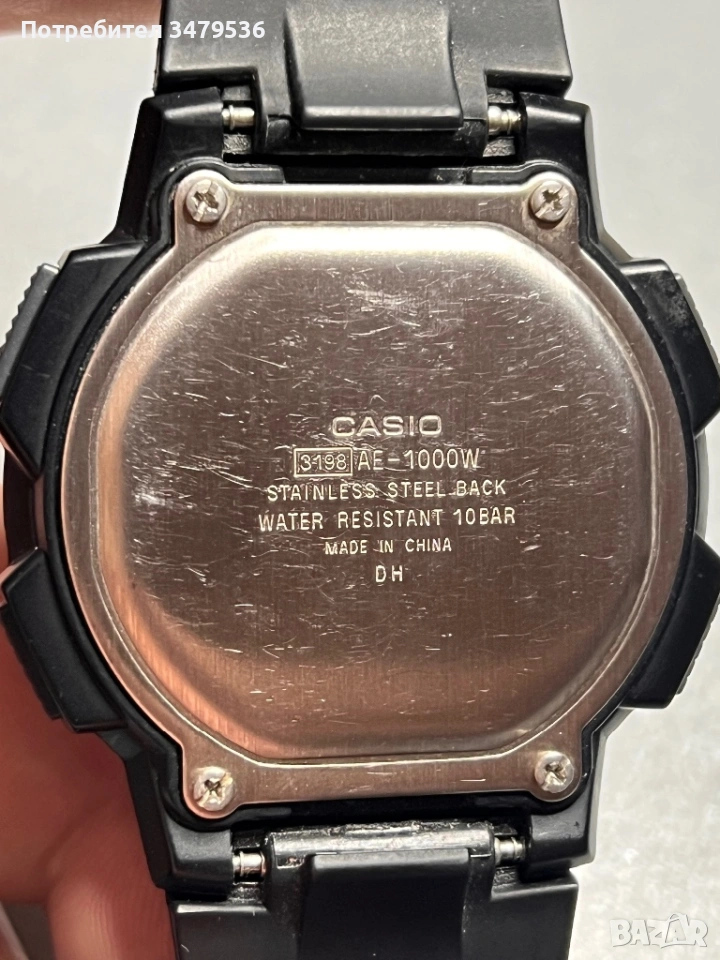 Потребител 3479536
CASIO
3198 AE-1000W
STAINLESS STEEL BACK
WATER RESISTANT 10BAR
MADE IN CHINA
DH
BAZAR